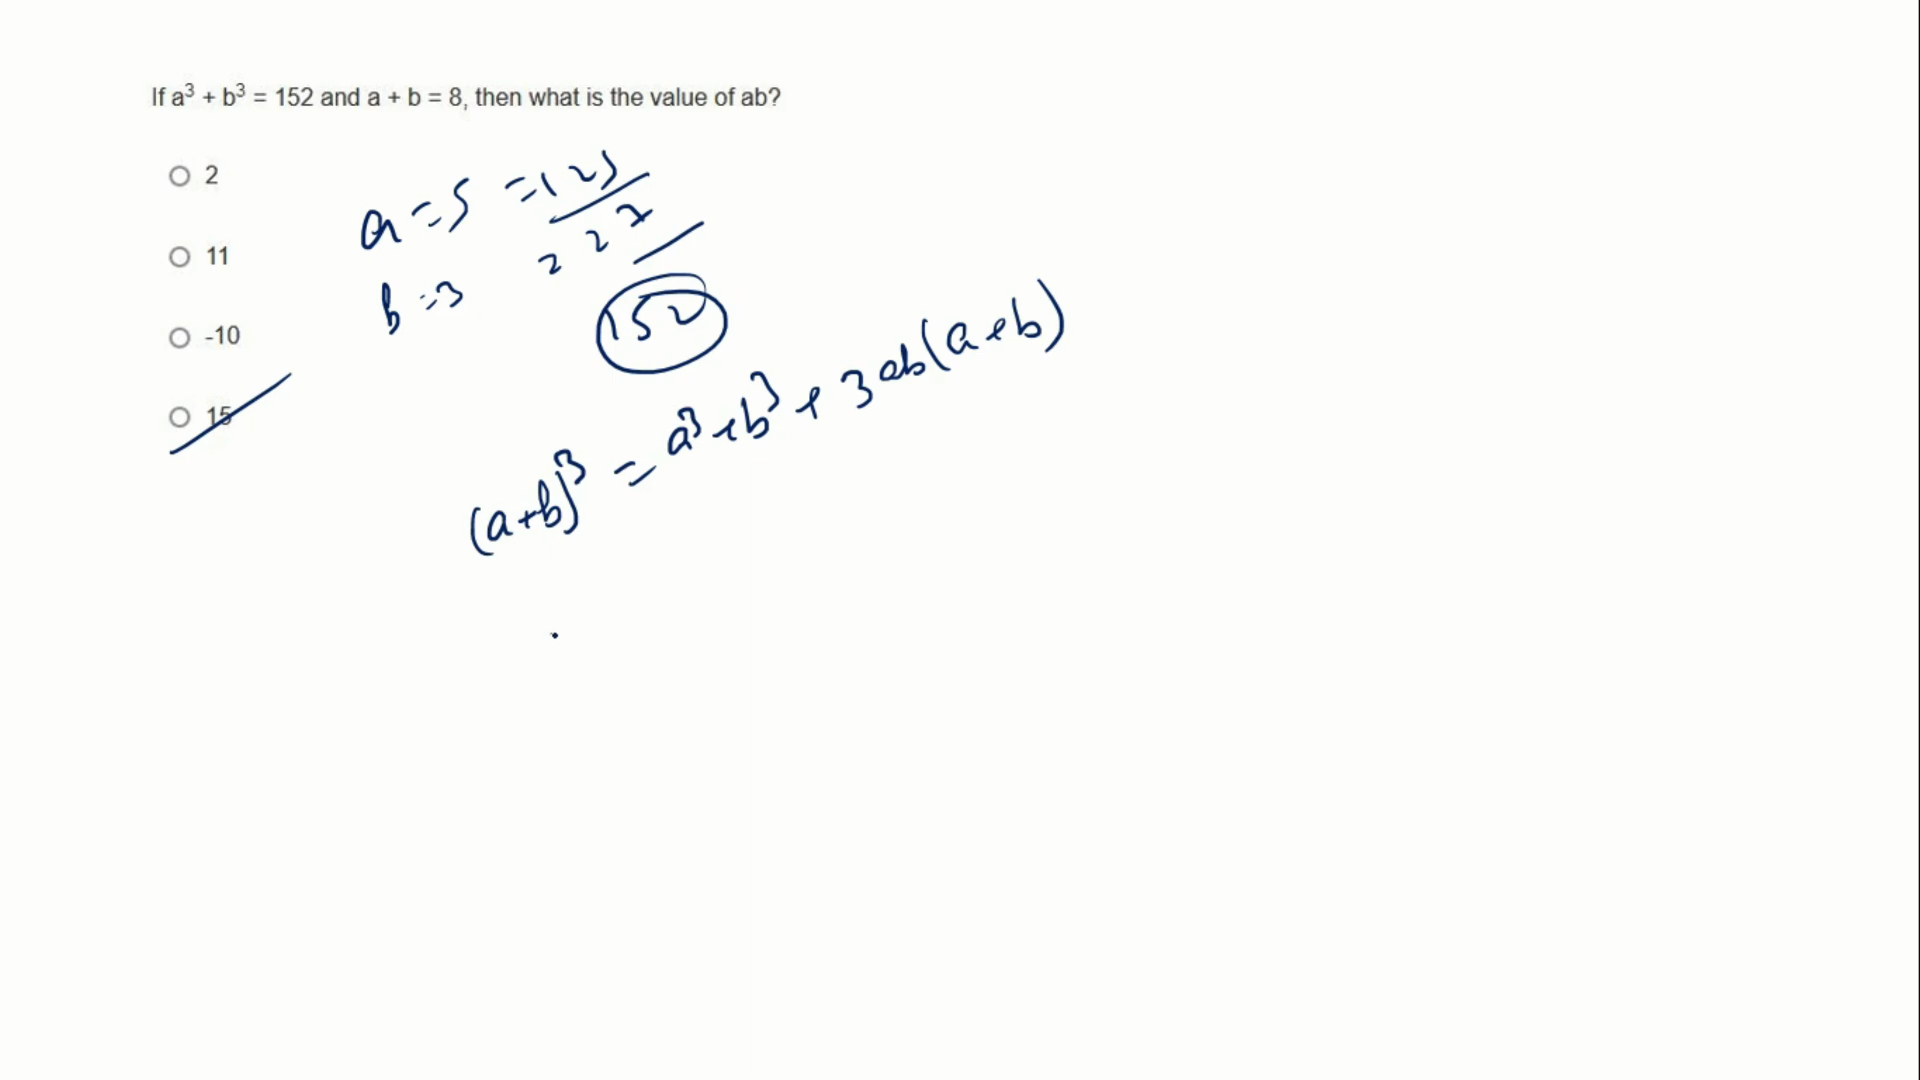 If a³ + b³ = 152 and a + b = 8, then what is the value of ab?
2
11
-10
15
a = 5 = 125
b = 3 = 27
152
(a+b)³ = a³+b³ + 3ab(a+b)